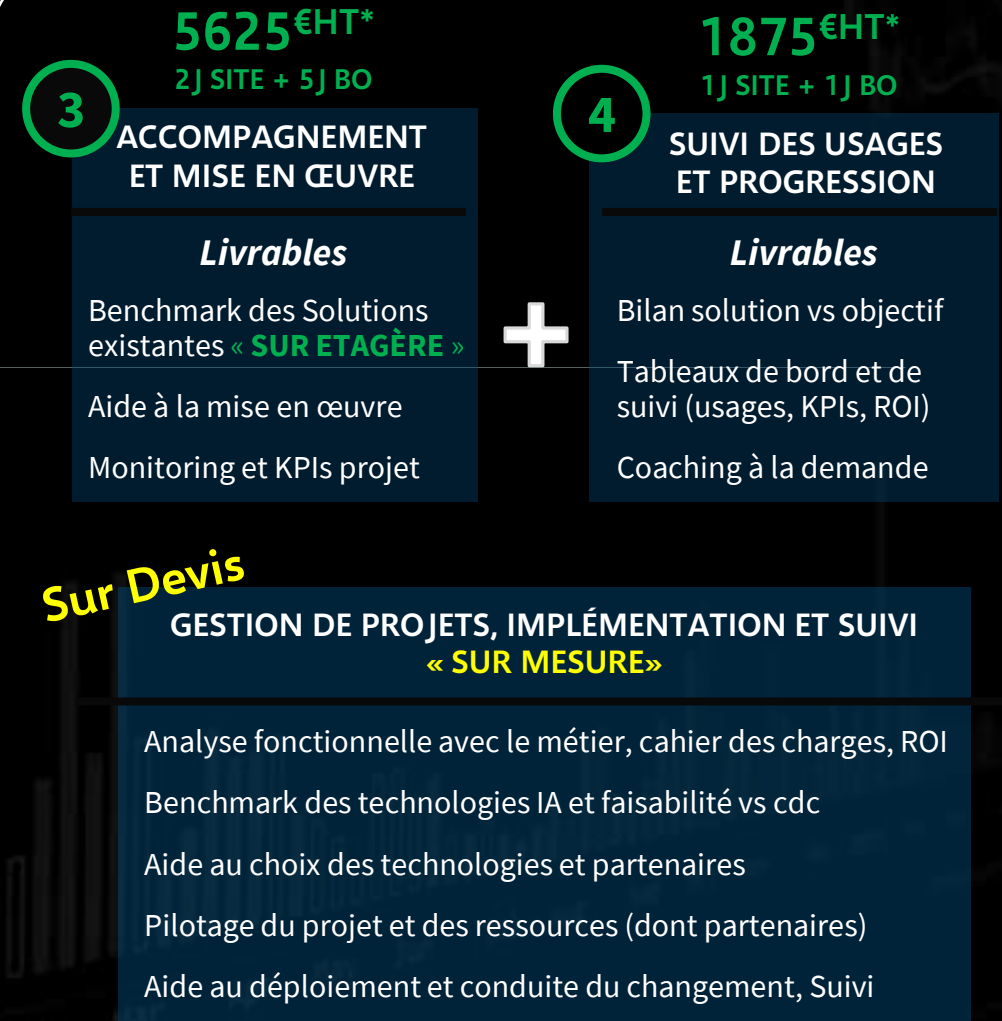 5625€HT*
2J SITE + 5J BO
3
ACCOMPAGNEMENT
ET MISE EN ŒUVRE
Livrables
Benchmark des Solutions
existantes « SUR ETAGÈRE »
Aide à la mise en œuvre
Monitoring et KPIs projet
1875€HT*
1J SITE + 1J BO
4
SUIVI DES USAGES
ET PROGRESSION
Livrables
Bilan solution vs objectif
Tableaux de bord et de
suivi (usages, KPIs, ROI)
Coaching à la demande
Sur Devis
GESTION DE PROJETS, IMPLÉMENTATION ET SUIVI
« SUR MESURE»
Analyse fonctionnelle avec le métier, cahier des charges, ROI
Benchmark des technologies IA et faisabilité vs cdc
Aide au choix des technologies et partenaires
Pilotage du projet et des ressources (dont partenaires)
Aide au déploiement et conduite du changement, Suivi